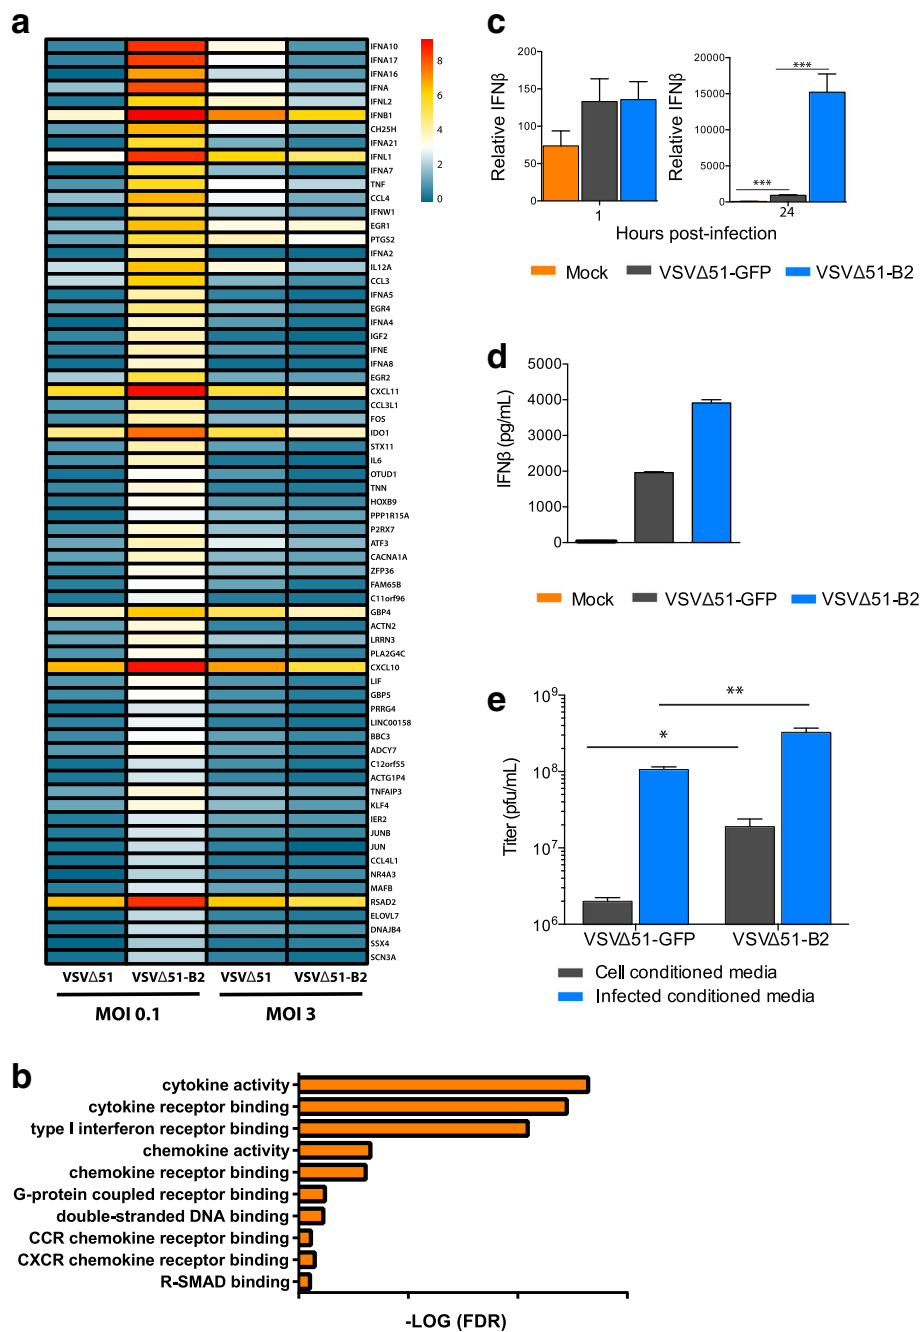 a
IFNA10
IFNA17
IFNA16
IFNA
IFNL2
IFNB1
CH25H
IFNA21
IFNL1
IFNA7
TNF
CCL4
IFNW1
EGR1
PTGS2
IFNA2
IL12A
CCL3
IFNA5
EGR4
IFNA4
IGF2
IFNE
IFNA8
EGR2
CXCL11
CCL3L1
FOS
IDO1
STX11
IL6
OTUD1
TNN
HOXB9
PPP1R15A
P2RX7
ATF3
CACNA1A
ZFP36
FAM65B
C11orf96
GBP4
ACTN2
LRRN3
PLA2G4C
CXCL10
LIF
GBP5
PRRG4
LINC00158
BBC3
ADCY7
C12orf55
ACTG1P4
TNFAIP3
KLF4
IER2
JUNB
JUN
CCL4L1
NR4A3
MAFB
RSAD2
ELOVL7
DNAJB4
SSX4
SCN3A
8
6
4
2
0
VSVΔ51 VSVΔ51-B2 VSVΔ51 VSVΔ51-B2
MOI 0.1 MOI 3
b
cytokine activity
cytokine receptor binding
type I interferon receptor binding
chemokine activity
chemokine receptor binding
G-protein coupled receptor binding
double-stranded DNA binding
CCR chemokine receptor binding
CXCR chemokine receptor binding
R-SMAD binding
-LOG (FDR)
c
Relative IFNβ
200
150
100
50
0
1
Relative IFNβ
20000
15000
10000
5000
0
***
***
24
Hours post-infection
Mock VSVΔ51-GFP VSVΔ51-B2
d
IFNβ (pg/mL)
5000
4000
3000
2000
1000
0
Mock VSVΔ51-GFP VSVΔ51-B2
e
Titer (pfu/mL)
10⁹
10⁸
10⁷
10⁶
*
**
VSVΔ51-GFP VSVΔ51-B2
Cell conditioned media
Infected conditioned media